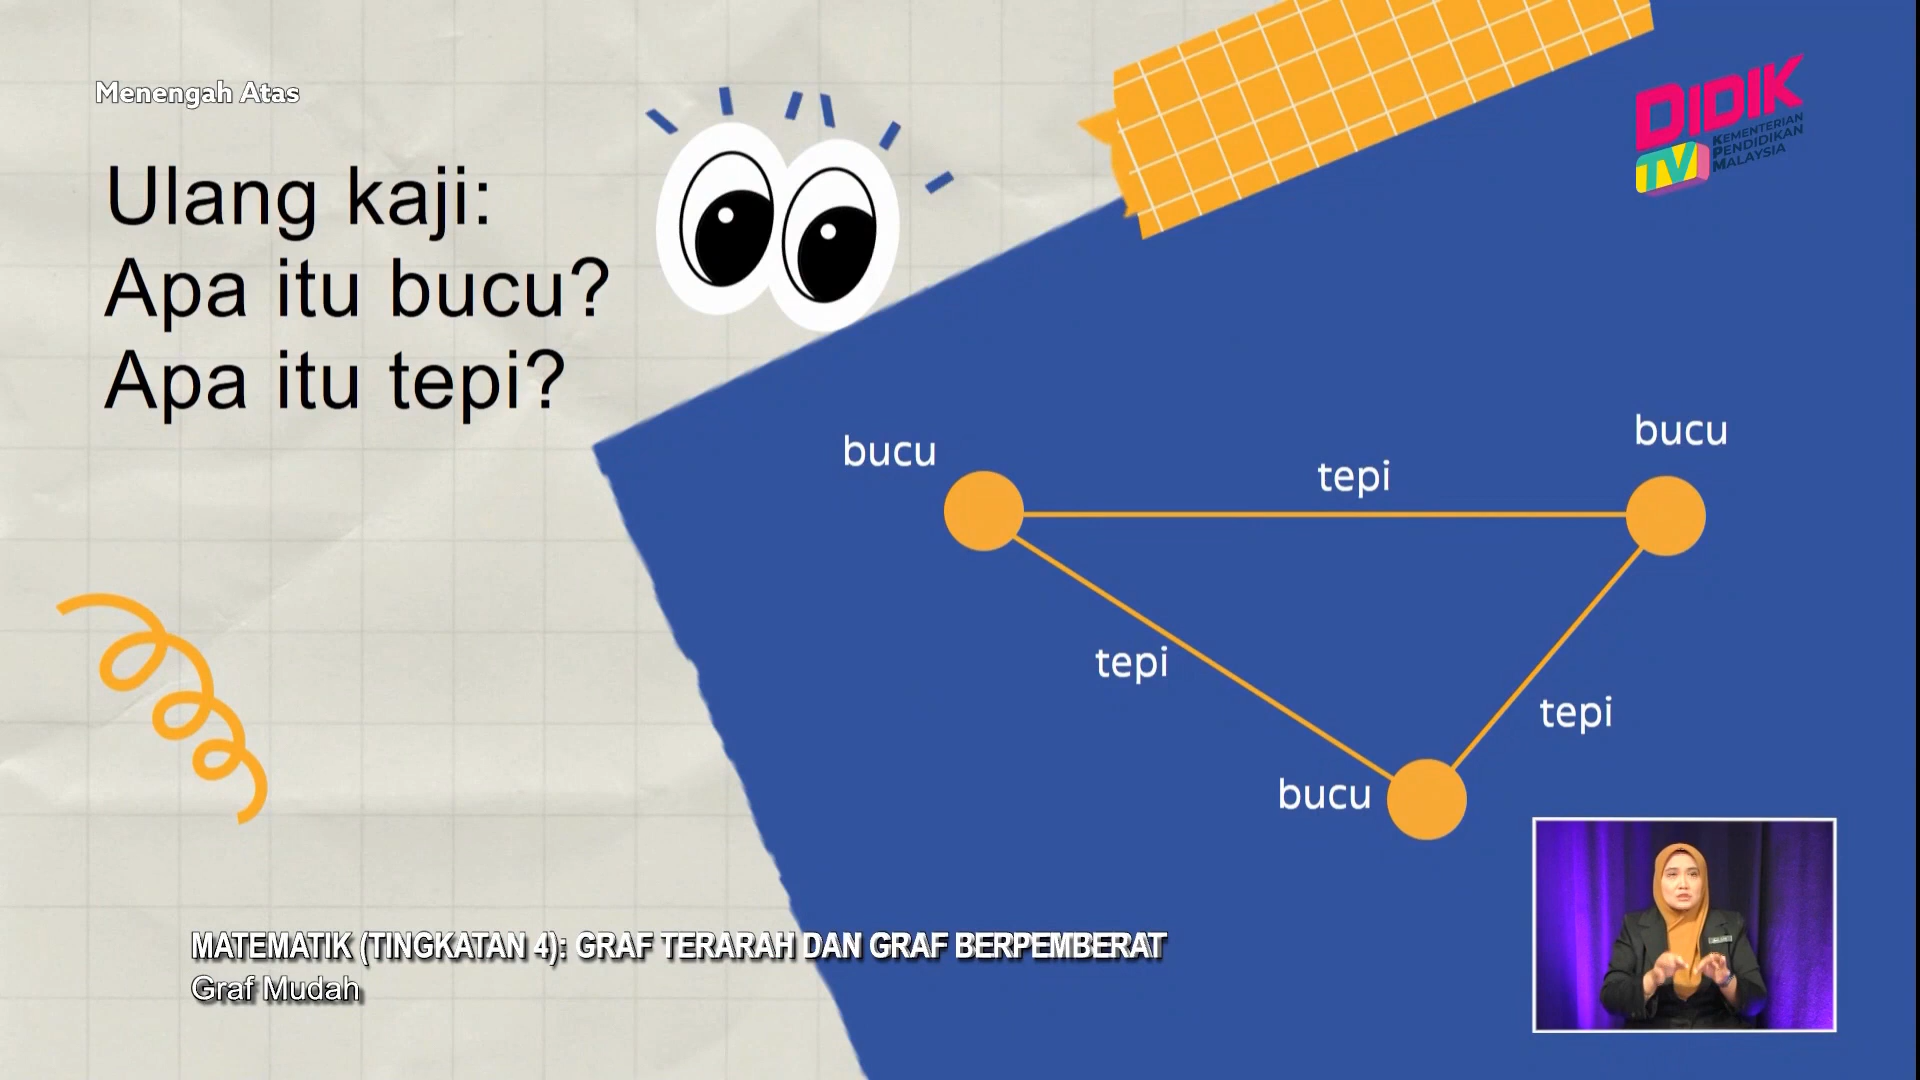 Menengah Atas
DIDIK
TV
KEMENTERIAN
PENDIDIKAN
MALAYSIA
Ulang kaji:
Apa itu bucu?
Apa itu tepi?
bucu
bucu
tepi
tepi
tepi
bucu
MATEMATIK (TINGKATAN 4): GRAF TERARAH DAN GRAF BERPEMBERAT
Graf Mudah